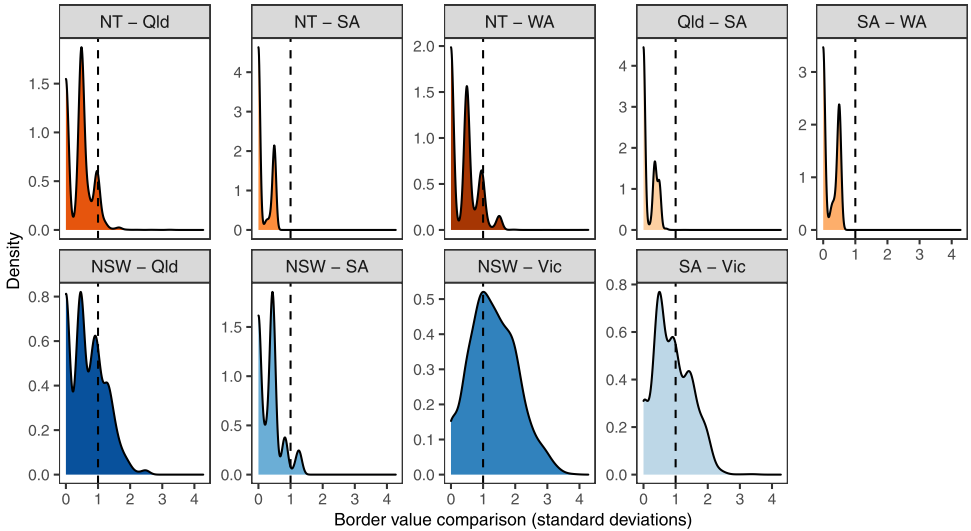 NT − Qld
NT − SA
NT − WA
Qld − SA
SA − WA
1.5
1.0
0.5
0.0
4
3
2
1
0
2.0
1.5
1.0
0.5
0.0
4
3
2
1
0
3
2
1
0
0 1 2 3 4
NSW − Qld
NSW − SA
NSW − Vic
SA − Vic
0.8
0.6
0.4
0.2
0.0
1.5
1.0
0.5
0.0
0.5
0.4
0.3
0.2
0.1
0.0
0.8
0.6
0.4
0.2
0.0
0 1 2 3 4
0 1 2 3 4
0 1 2 3 4
0 1 2 3 4
Density
Border value comparison (standard deviations)